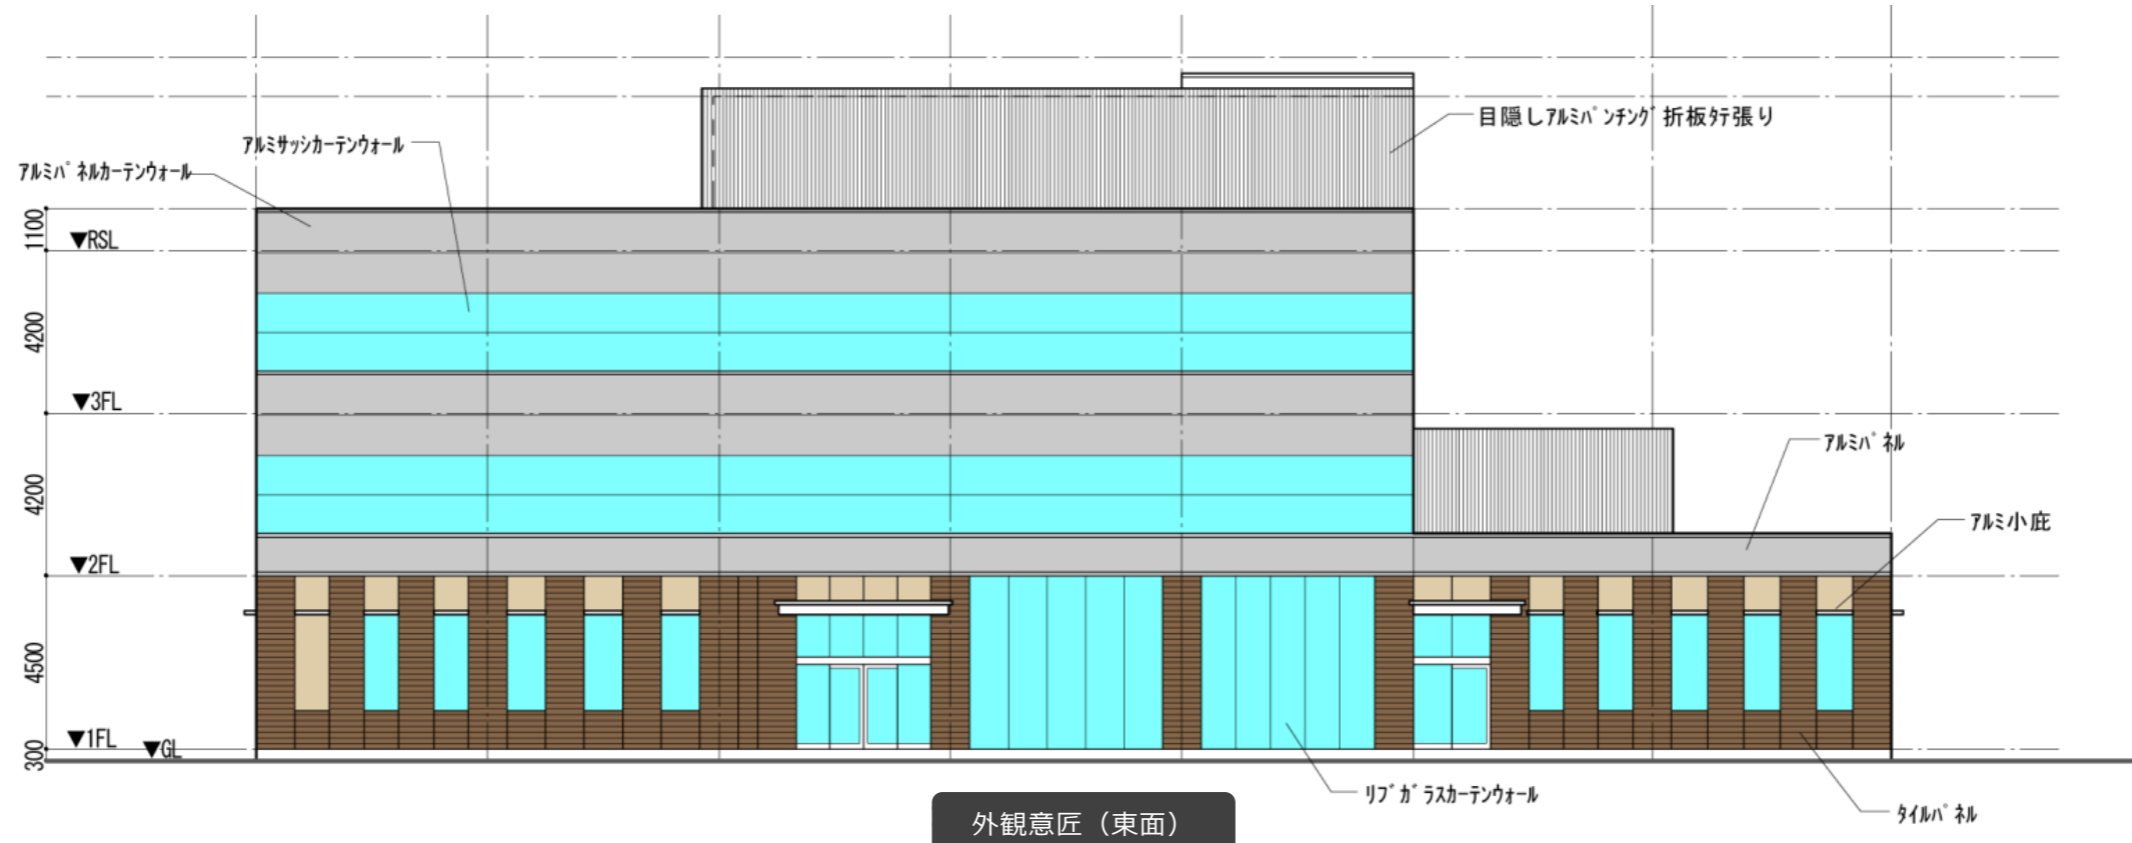 目隠しｱﾙﾐﾊﾟﾝﾁﾝｸﾞ折板ﾀﾃ張り
ｱﾙﾐｻｯｼｶｰﾃﾝｳｫｰﾙ
ｱﾙﾐﾊﾟﾈﾙｶｰﾃﾝｳｫｰﾙ
1100
▼RSL
4200
▼3FL
ｱﾙﾐﾊﾟﾈﾙ
4200
ｱﾙﾐ小庇
▼2FL
4500
▼1FL
▼GL
300
ﾘﾌﾞｶﾞﾗｽｶｰﾃﾝｳｫｰﾙ
ﾀｲﾙﾊﾟﾈﾙ
外観意匠（東面）